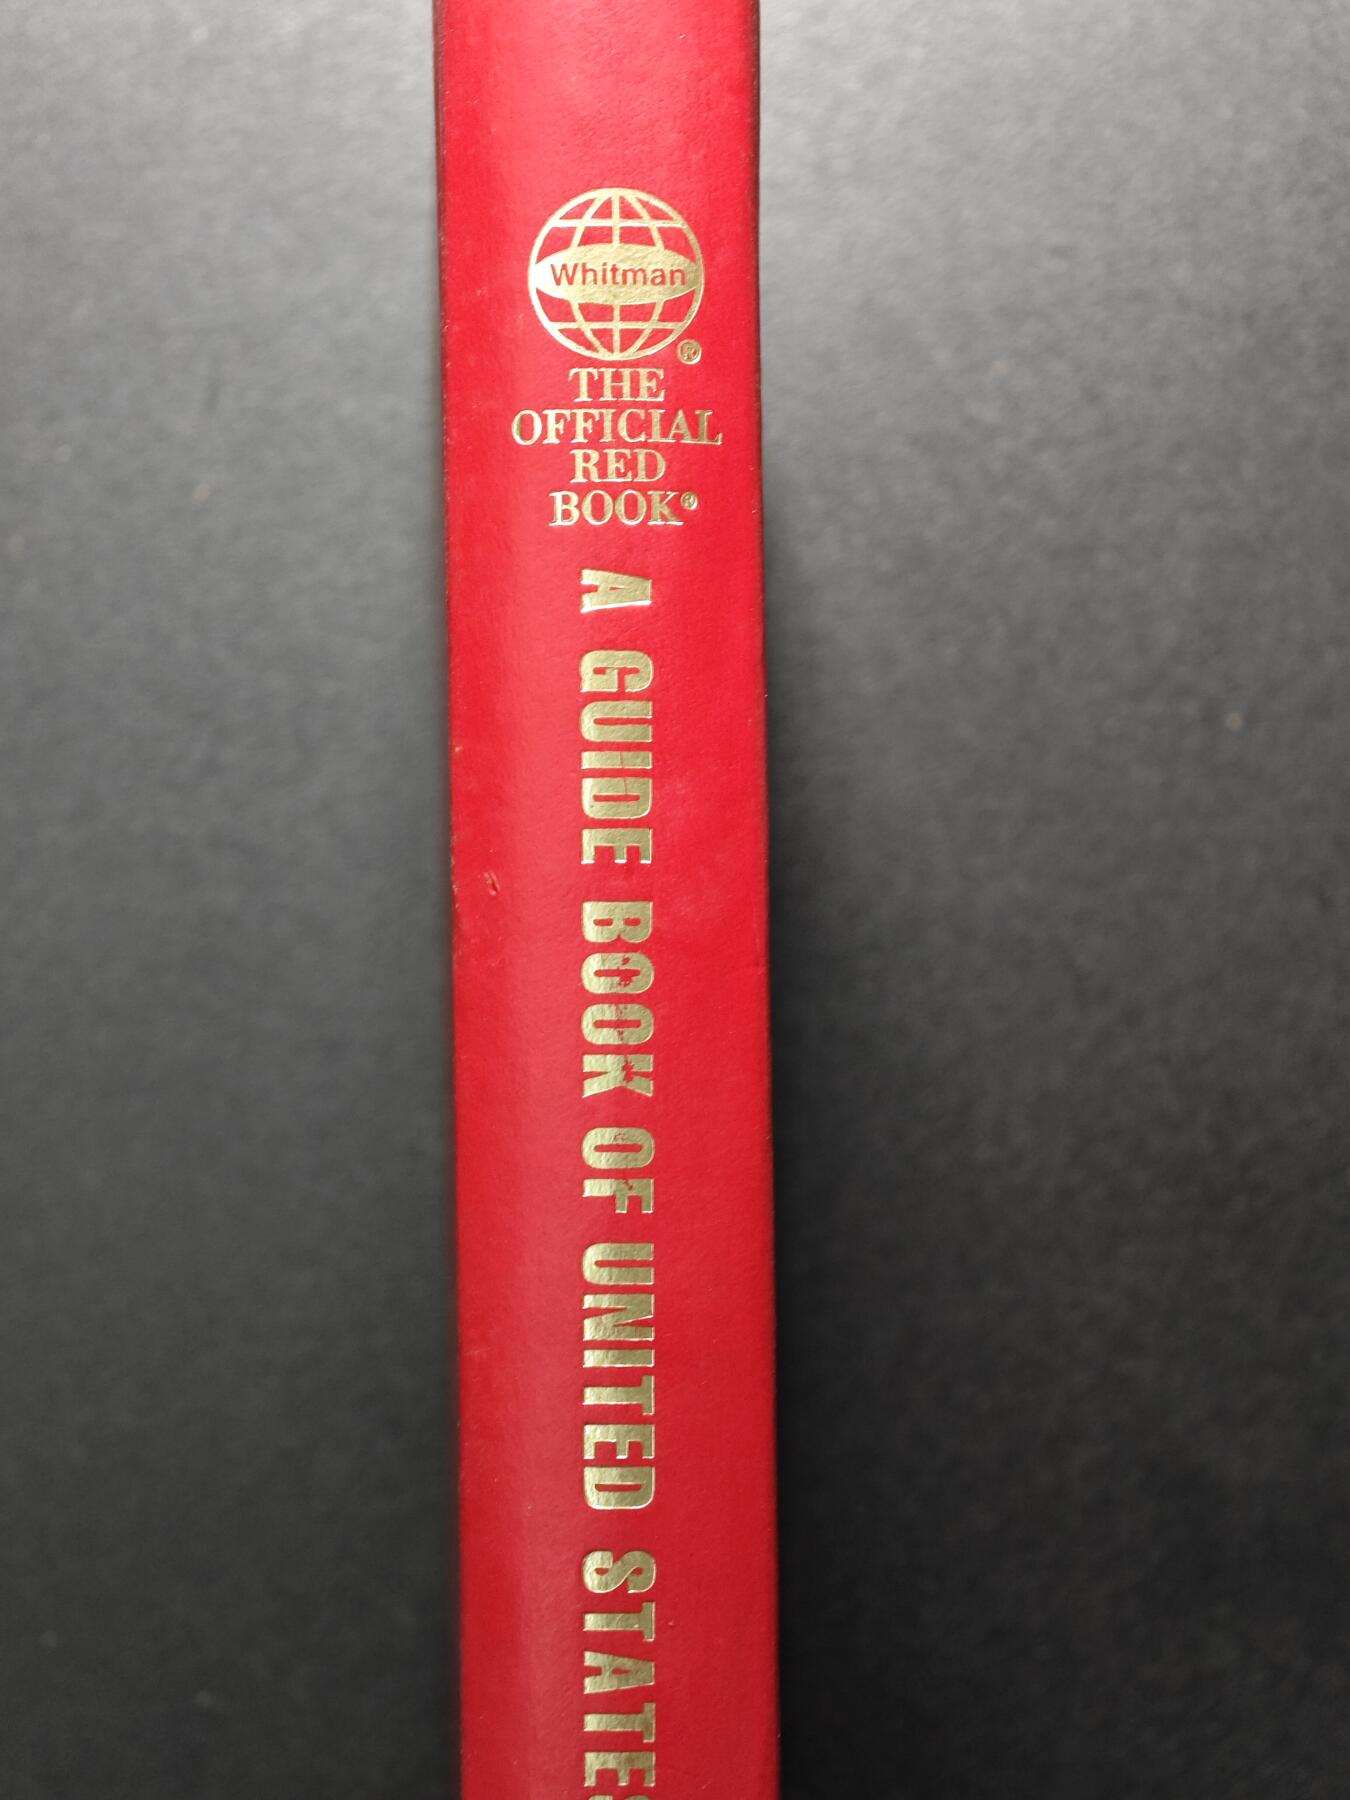 Whitman
®
THE
OFFICIAL
RED
BOOK®
A GUIDE BOOK OF UNITED STATES